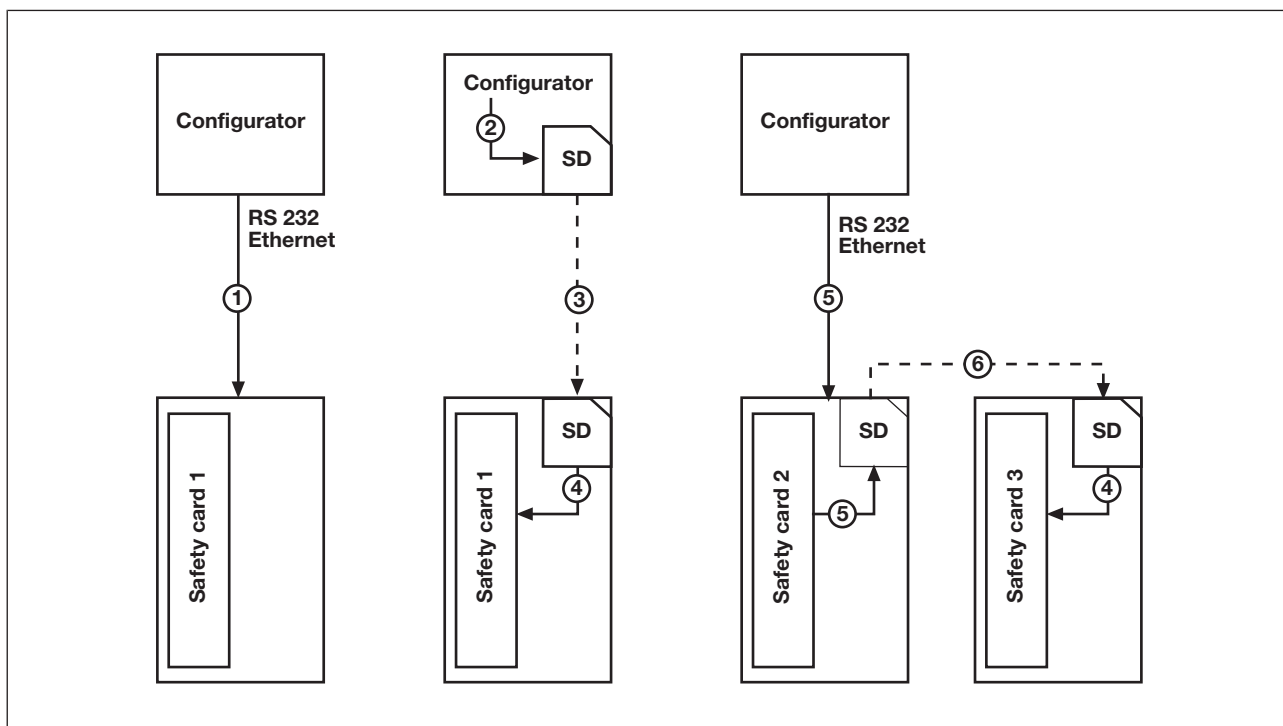 Configurator
RS 232
Ethernet
1
Safety card 1
Configurator
2
SD
3
SD
4
Safety card 1
Configurator
RS 232
Ethernet
5
6
SD
5
Safety card 2
SD
4
Safety card 3